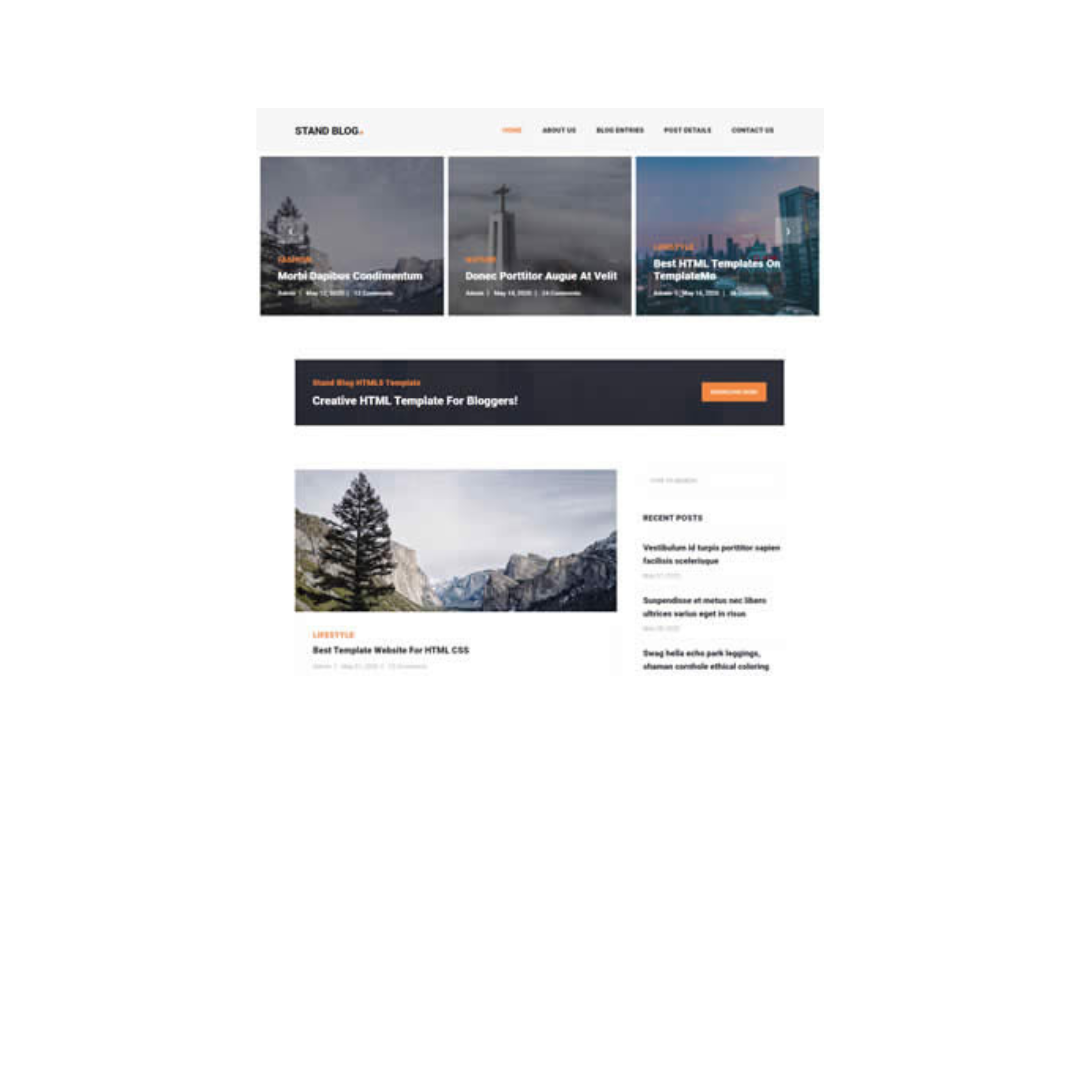 STAND BLOG.
HOME ABOUT US BLOG ENTRIES POST DETAILS CONTACT US
FASHION
Morbi Dapibus Condimentum
Admin | May 12, 2020 | 12 Comments
NATURE
Donec Porttitor Augue At Velit
Admin | May 14, 2020 | 24 Comments
LIFESTYLE
Best HTML Templates On
TemplateMo
Admin | May 16, 2020 | Comments
Stand Blog HTML5 Template
Creative HTML Template For Bloggers!
DOWNLOAD NOW!
LIFESTYLE
Best Template Website For HTML CSS
Admin | May 2020 | 12 Comments
TYPE TO SEARCH
RECENT POSTS
Vestibulum id turpis porttitor sapien
facilisis scelerisque
May 2020
Suspendisse et metus nec libero
ultrices varius eget in risus
May 2020
Swag hella echo park leggings,
shaman cornhole ethical coloring